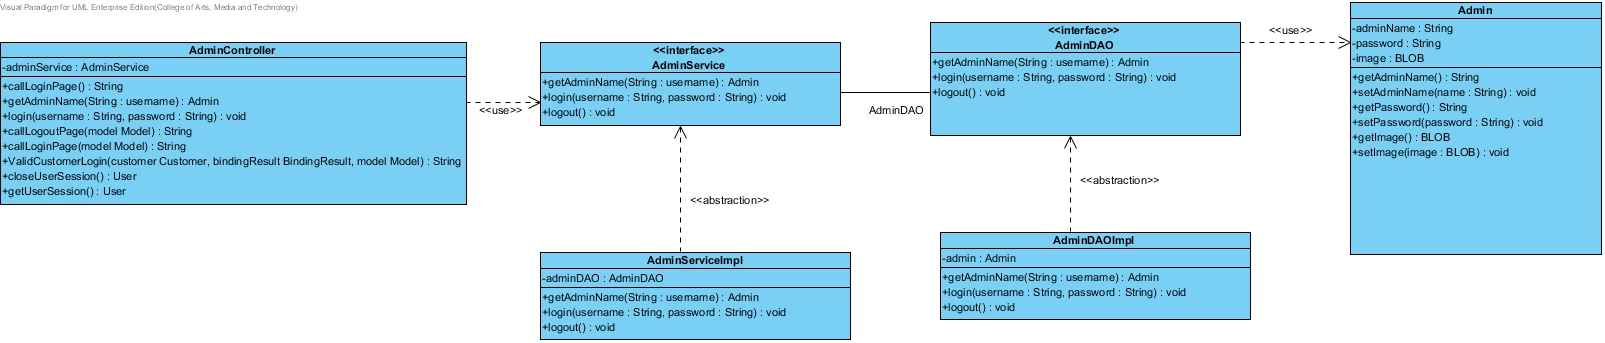 Visual Paradigm for UML Enterprise Edition(College of Arts, Media and Technology)
AdminController
-adminService : AdminService
+callLoginPage() : String
+getAdminName(String : username) : Admin
+login(username : String, password : String) : void
+callLogoutPage(model Model) : String
+callLoginPage(model Model) : String
+ValidCustomerLogin(customer Customer, bindingResult BindingResult, model Model) : String
+closeUserSession() : User
+getUserSession() : User
<<use>>
<<interface>>
AdminService
+getAdminName(String : username) : Admin
+login(username : String, password : String) : void
+logout() : void
AdminDAO
<<interface>>
AdminDAO
+getAdminName(String : username) : Admin
+login(username : String, password : String) : void
+logout() : void
<<use>>
Admin
-adminName : String
-password : String
-image : BLOB
+getAdminName() : String
+setAdminName(name : String) : void
+getPassword() : String
+setPassword(password : String) : void
+getImage() : BLOB
+setImage(image : BLOB) : void
<<abstraction>>
<<abstraction>>
AdminServiceImpl
-adminDAO : AdminDAO
+getAdminName(String : username) : Admin
+login(username : String, password : String) : void
+logout() : void
AdminDAOImpl
-admin : Admin
+getAdminName(String : username) : Admin
+login(username : String, password : String) : void
+logout() : void